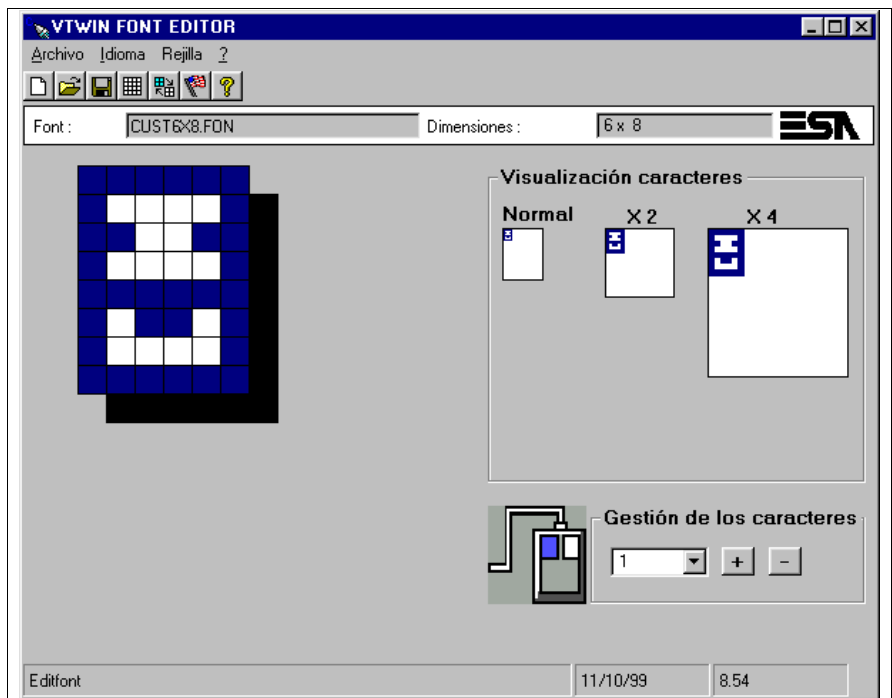 VTWIN FONT EDITOR
Archivo Idioma Rejilla ?
Font : CUST6X8.FON Dimensiones : 6 x 8 ESA
Visualización caracteres
Normal X 2 X 4
Gestión de los caracteres
1 + -
Editfont 11/10/99 8.54